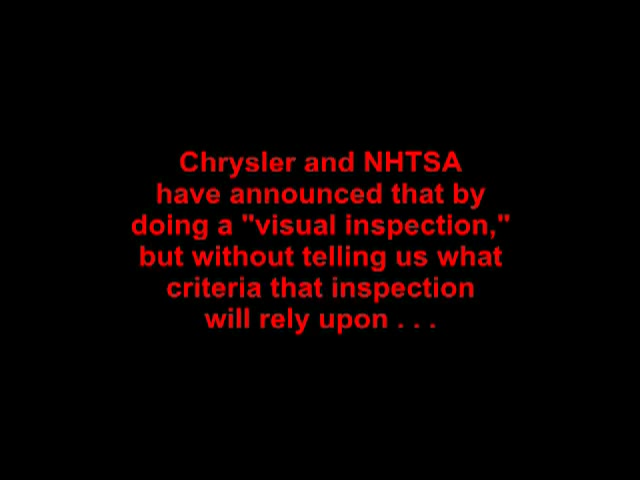 Chrysler and NHTSA
have announced that by
doing a "visual inspection,"
but without telling us what
criteria that inspection
will rely upon . . .